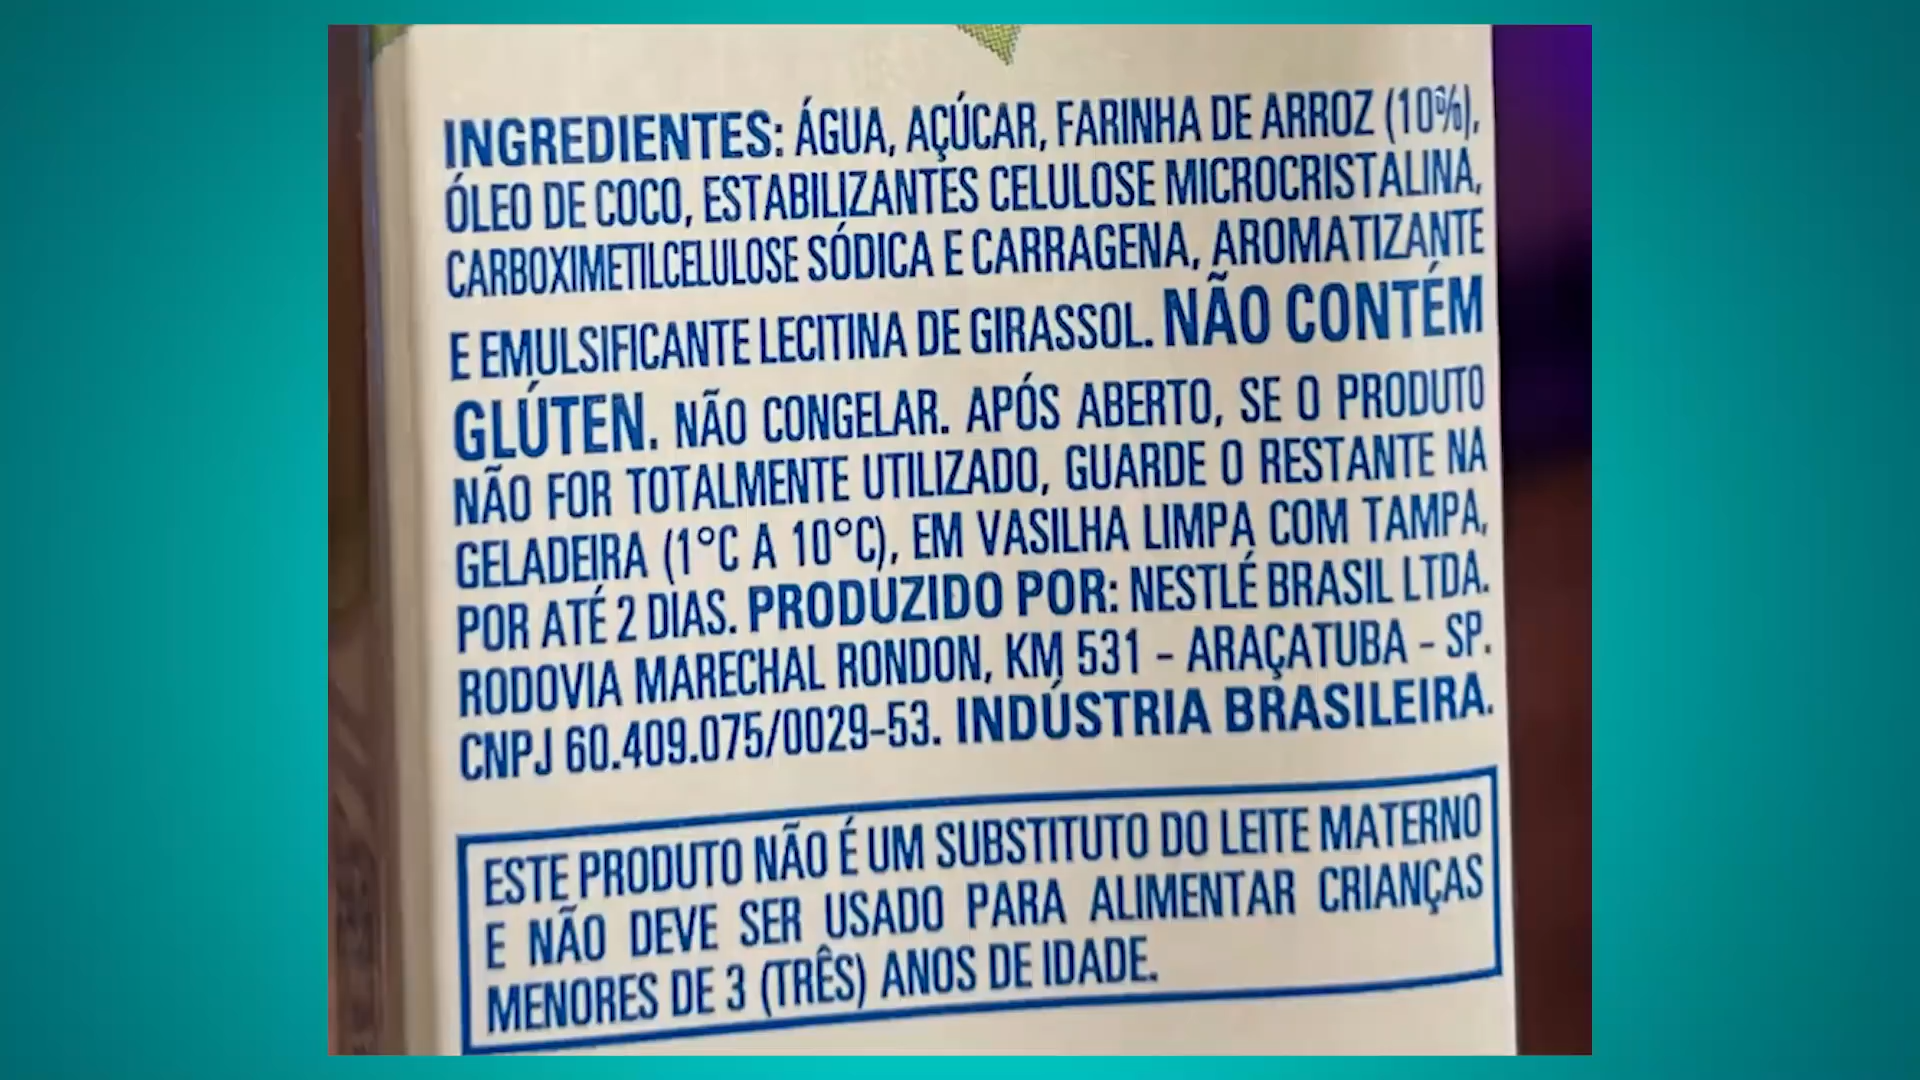 INGREDIENTES: ÁGUA, AÇÚCAR, FARINHA DE ARROZ (10%),
ÓLEO DE COCO, ESTABILIZANTES CELULOSE MICROCRISTALINA,
CARBOXIMETILCELULOSE SÓDICA E CARRAGENA, AROMATIZANTE
E EMULSIFICANTE LECITINA DE GIRASSOL. NÃO CONTÉM
GLÚTEN. NÃO CONGELAR. APÓS ABERTO, SE O PRODUTO
NÃO FOR TOTALMENTE UTILIZADO, GUARDE O RESTANTE NA
GELADEIRA (1°C A 10°C), EM VASILHA LIMPA COM TAMPA,
POR ATÉ 2 DIAS. PRODUZIDO POR: NESTLÉ BRASIL LTDA.
RODOVIA MARECHAL RONDON, KM 531 - ARAÇATUBA - SP.
CNPJ 60.409.075/0029-53. INDÚSTRIA BRASILEIRA.
ESTE PRODUTO NÃO É UM SUBSTITUTO DO LEITE MATERNO
E NÃO DEVE SER USADO PARA ALIMENTAR CRIANÇAS
MENORES DE 3 (TRÊS) ANOS DE IDADE.